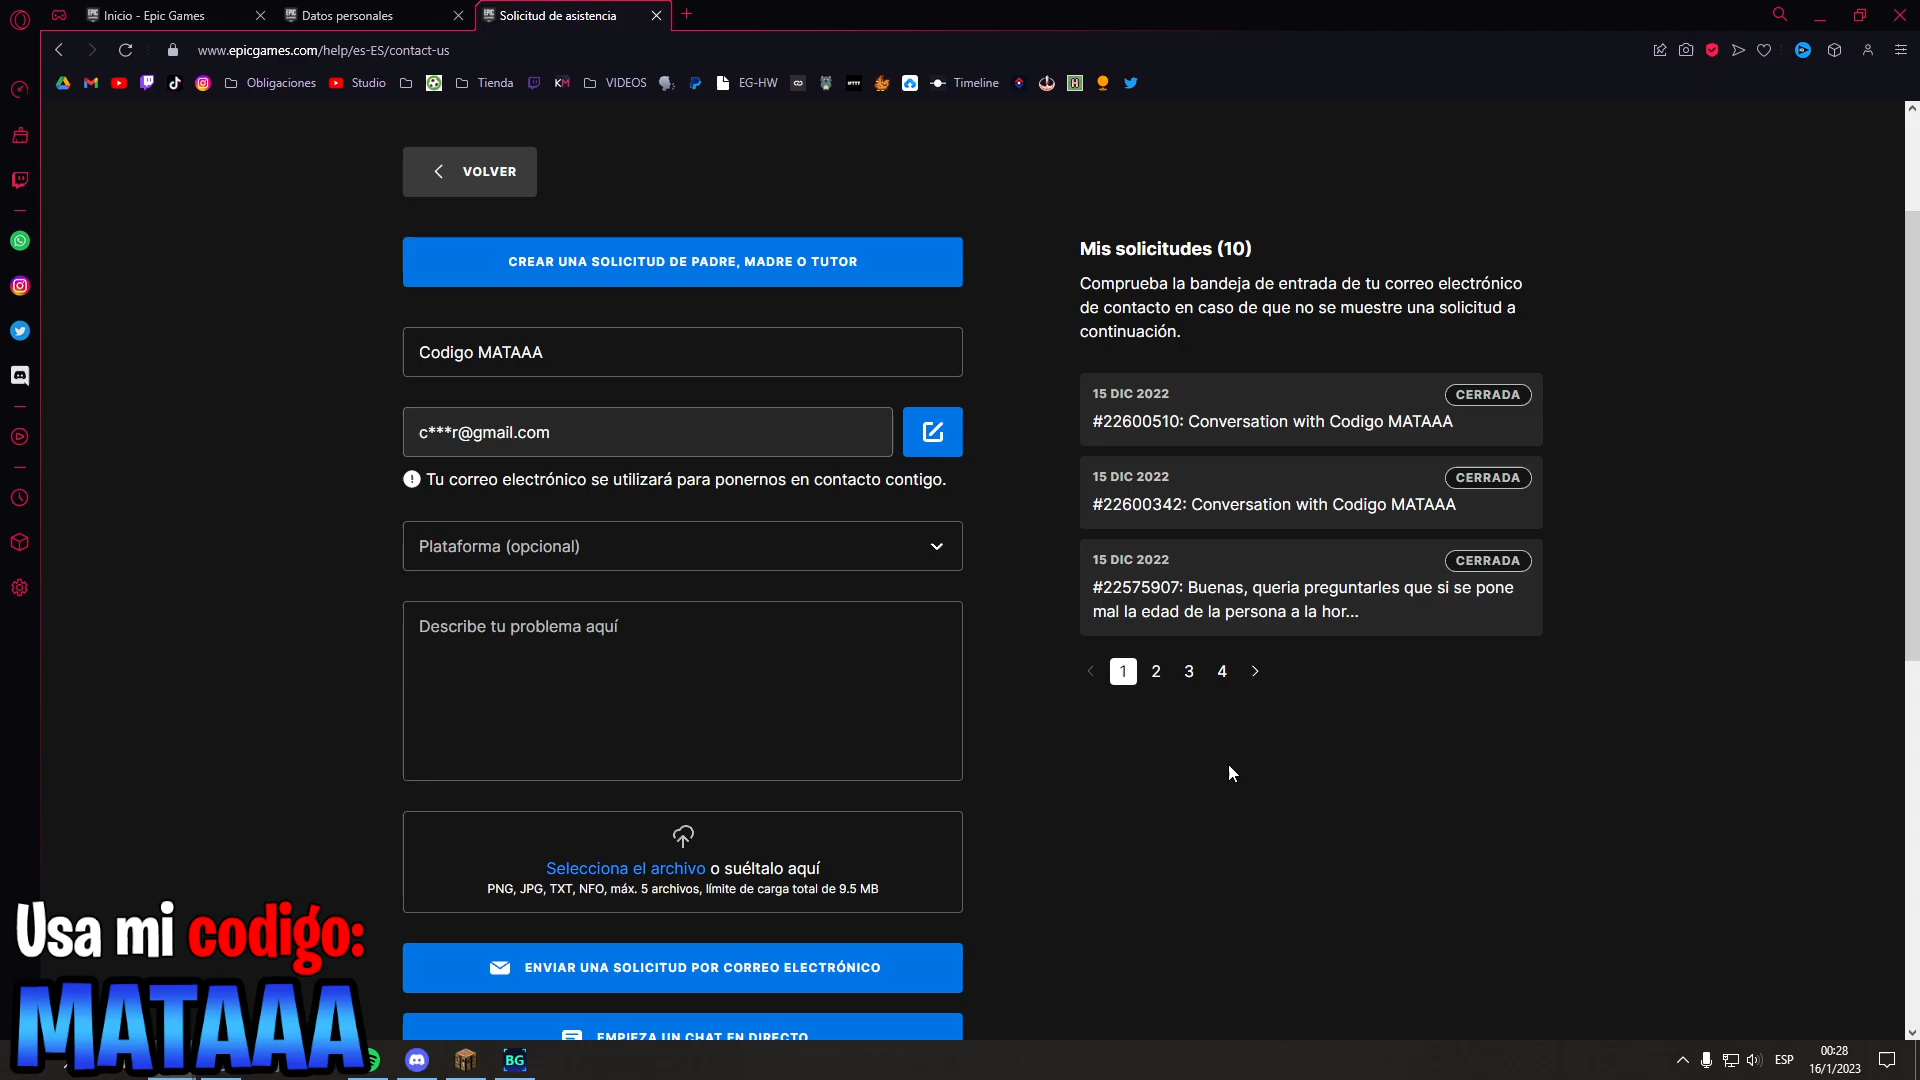 Inicio - Epic Games
Datos personales
Solicitud de asistencia
www.epicgames.com/help/es-ES/contact-us
Obligaciones
Studio
Tienda
KM
VIDEOS
EG-HW
IFTTT
Timeline
VOLVER
CREAR UNA SOLICITUD DE PADRE, MADRE O TUTOR
Codigo MATAAA
c***r@gmail.com
Tu correo electrónico se utilizará para ponernos en contacto contigo.
Plataforma (opcional)
Describe tu problema aquí
Selecciona el archivo o suéltalo aquí
PNG, JPG, TXT, NFO, máx. 5 archivos, límite de carga total de 9.5 MB
ENVIAR UNA SOLICITUD POR CORREO ELECTRÓNICO
EMPIEZA UN CHAT EN DIRECTO
Mis solicitudes (10)
Comprueba la bandeja de entrada de tu correo electrónico
de contacto en caso de que no se muestre una solicitud a
continuación.
15 DIC 2022
CERRADA
#22600510: Conversation with Codigo MATAAA
15 DIC 2022
CERRADA
#22600342: Conversation with Codigo MATAAA
15 DIC 2022
CERRADA
#22575907: Buenas, queria preguntarles que si se pone
mal la edad de la persona a la hor...
1 2 3 4
Usa mi codigo:
MATAAA
BG
ESP
00:28
16/1/2023